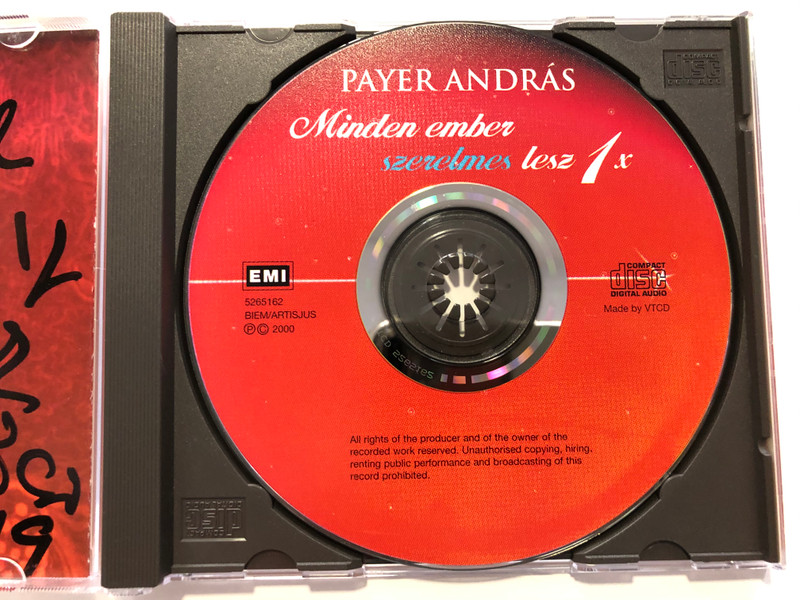 PAYER ANDRÁS
Minden ember
szerelmes lesz 1x
EMI
5265162
BIEM/ARTISJUS
Ⓟ Ⓒ 2000
COMPACT
disc
DIGITAL AUDIO
Made by VTCD
All rights of the producer and of the owner of the
recorded work reserved. Unauthorised copying, hiring,
renting public performance and broadcasting of this
record prohibited.